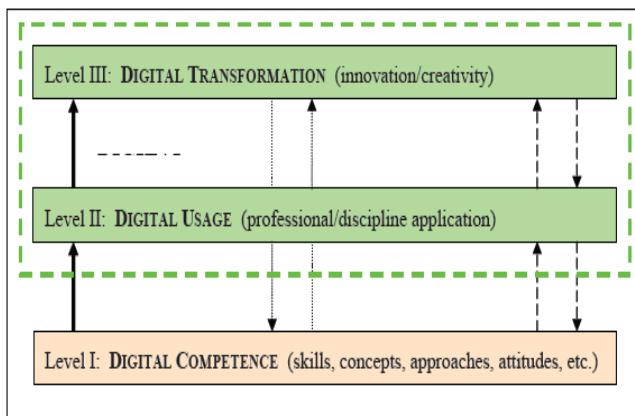 Level III: DIGITAL TRANSFORMATION (innovation/creativity)
Level II: DIGITAL USAGE (professional/discipline application)
Level I: DIGITAL COMPETENCE (skills, concepts, approaches, attitudes, etc.)